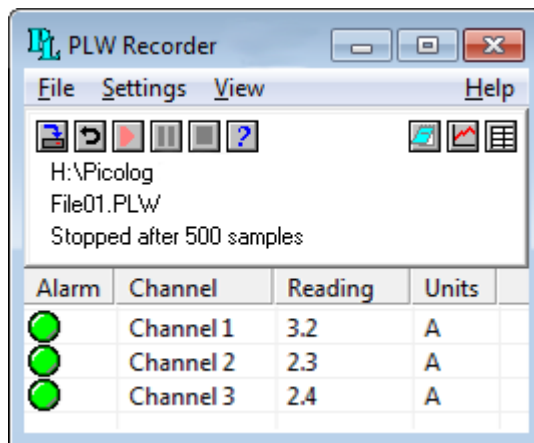 PLW Recorder
File Settings View Help
?
H:\Picolog
File01.PLW
Stopped after 500 samples
Alarm Channel Reading Units
Channel 1 3.2 A
Channel 2 2.3 A
Channel 3 2.4 A